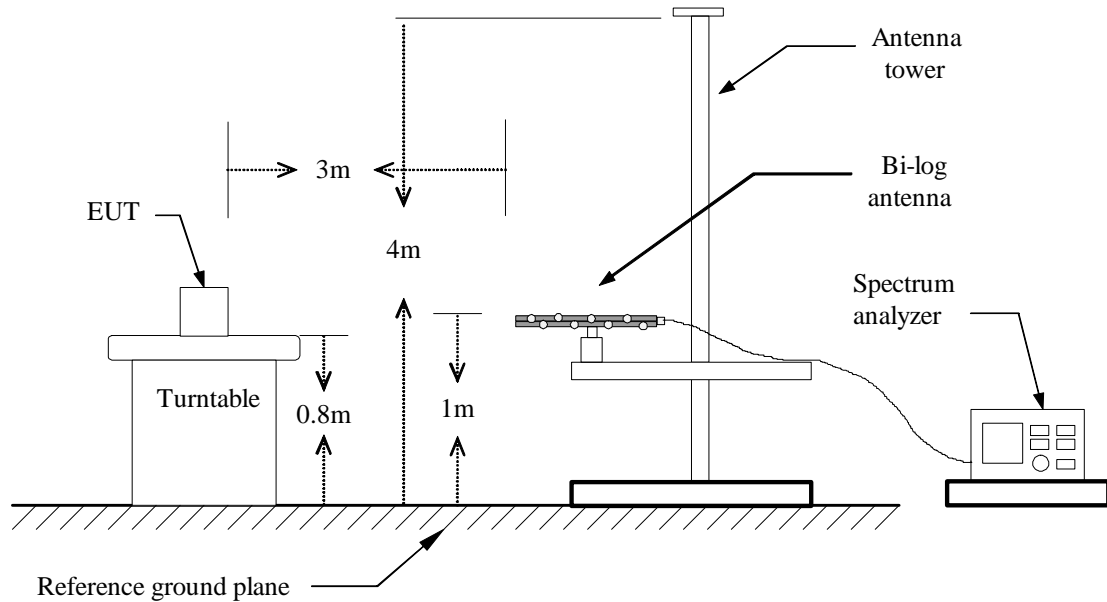 Antenna
tower
3m
Bi-log
antenna
EUT
4m
Spectrum
analyzer
Turntable
0.8m
1m
Reference ground plane